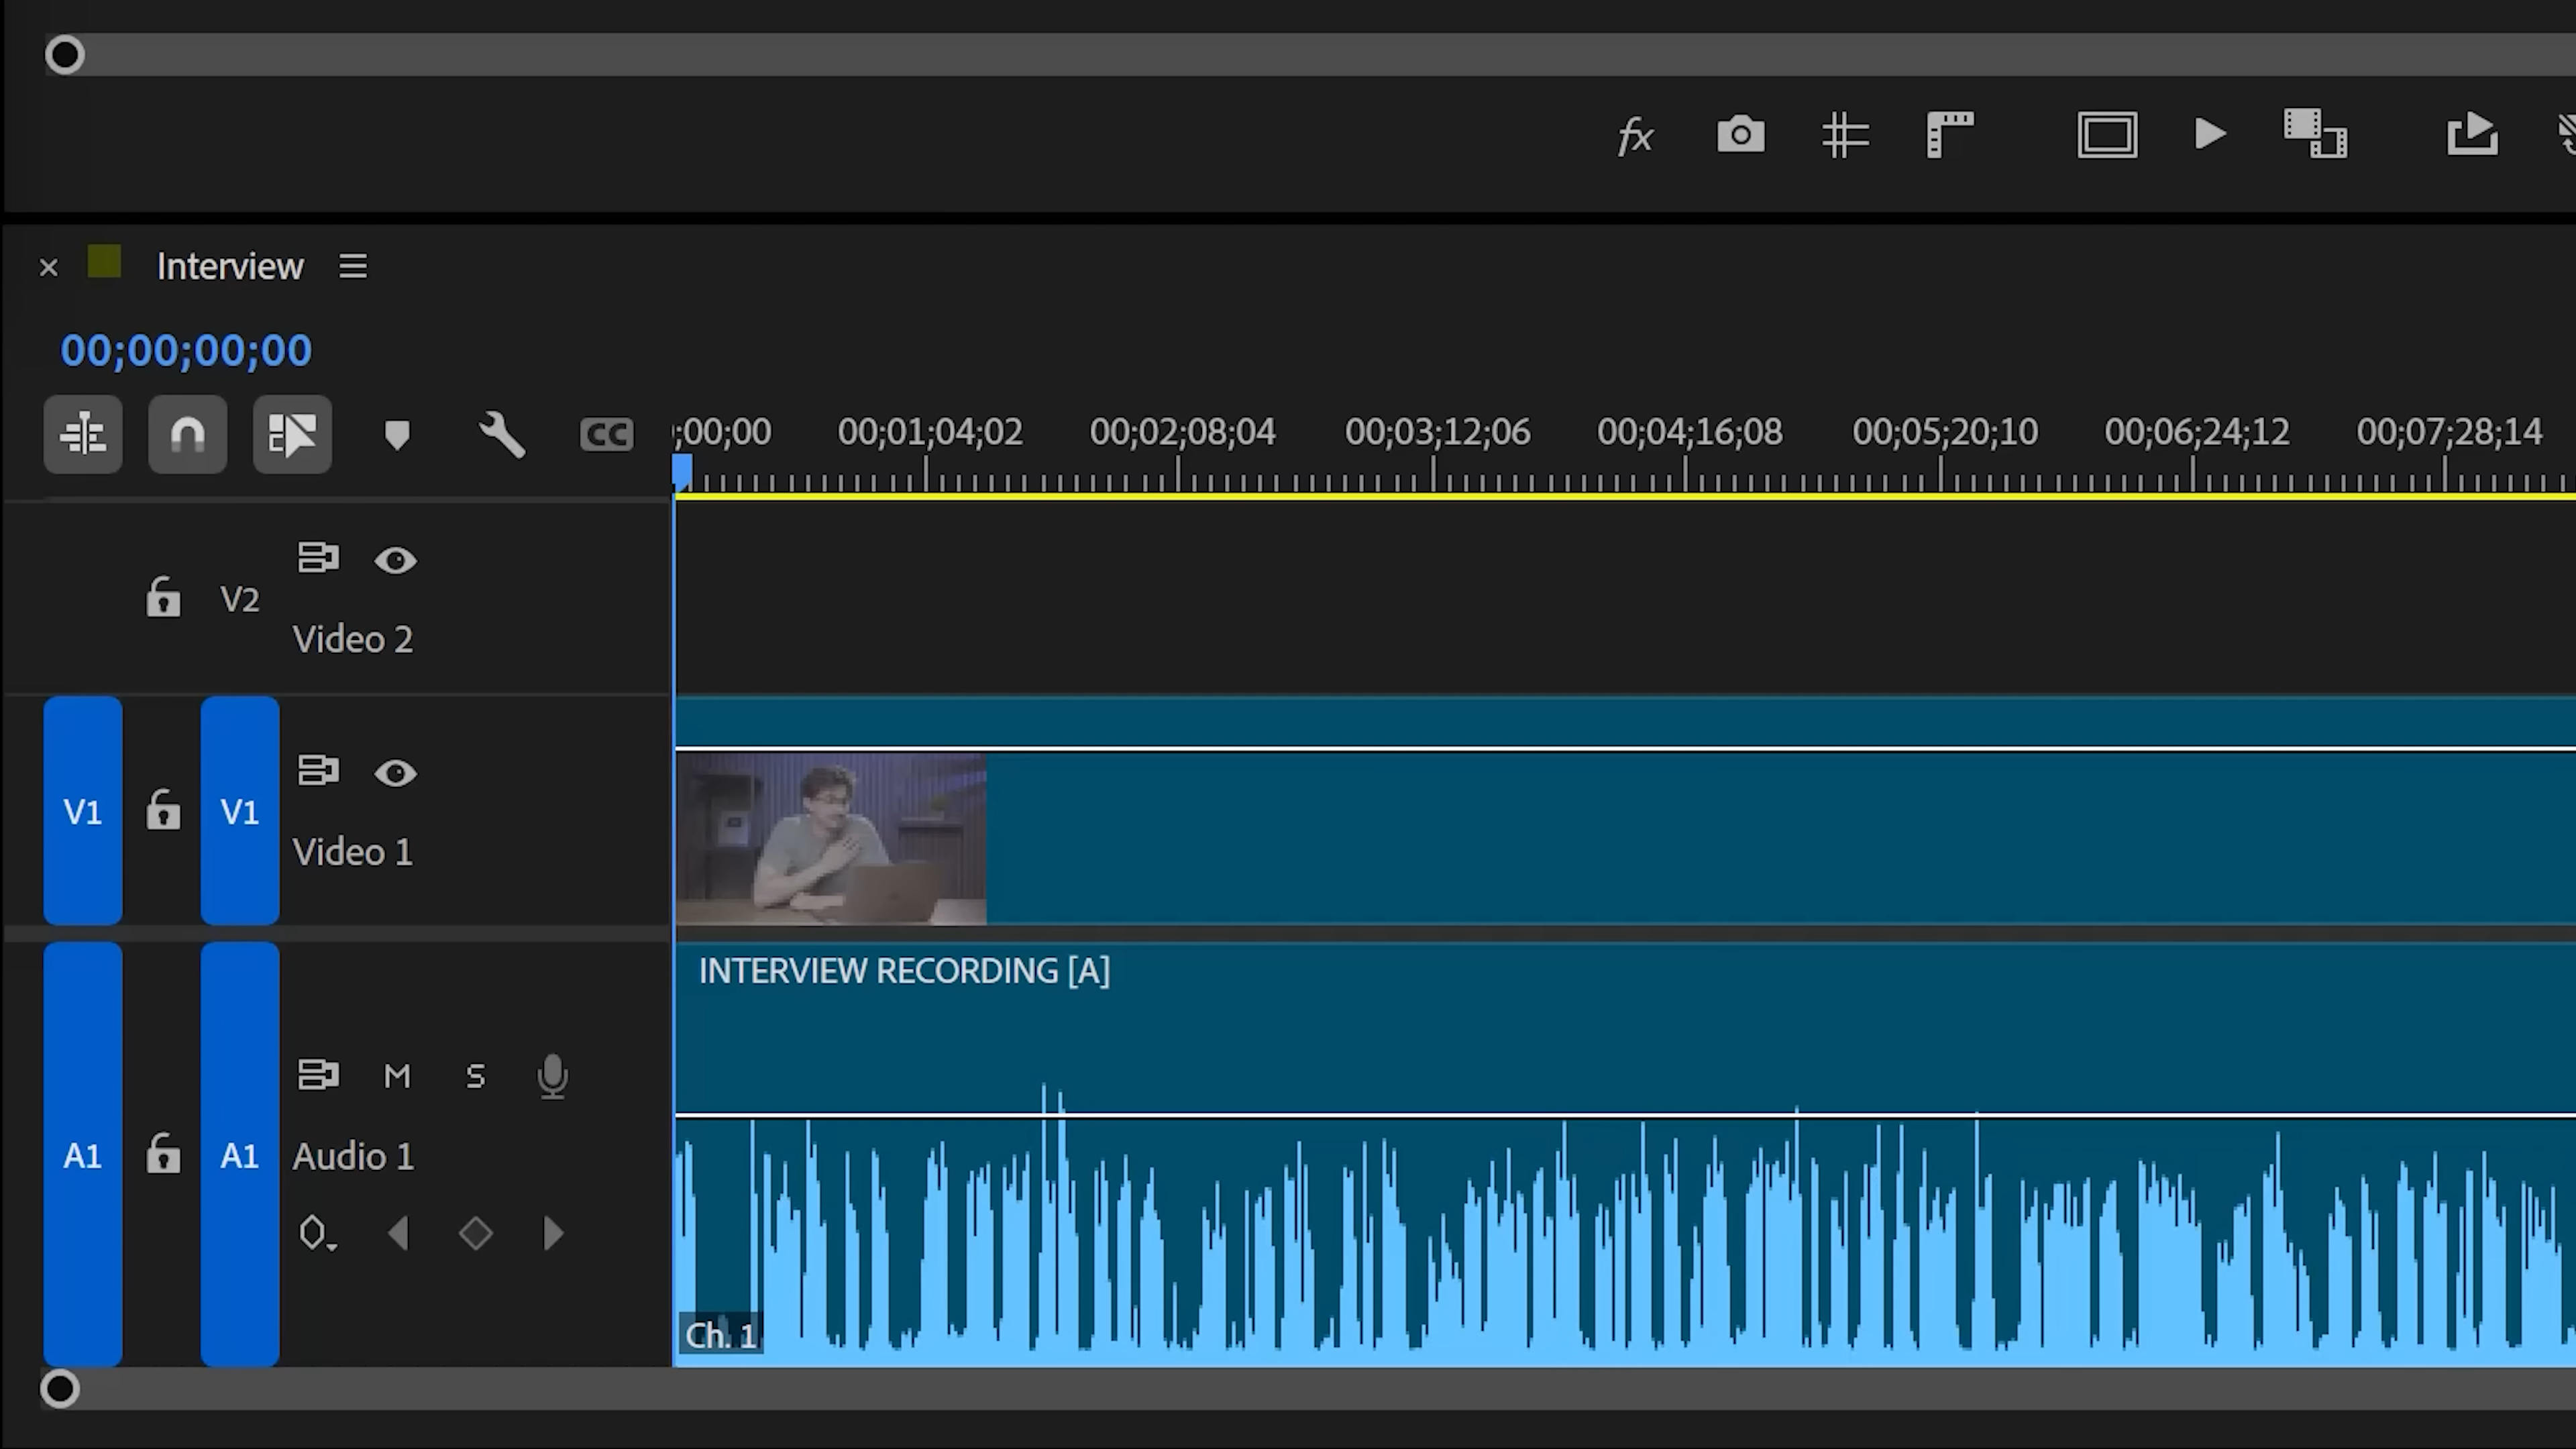 fx
Interview
00;00;00;00
CC
;00;00 00;01;04;02 00;02;08;04 00;03;12;06 00;04;16;08 00;05;20;10 00;06;24;12 00;07;28;14
V2
Video 2
V1 V1
Video 1
INTERVIEW RECORDING [A]
M S
A1 A1 Audio 1
Ch. 1